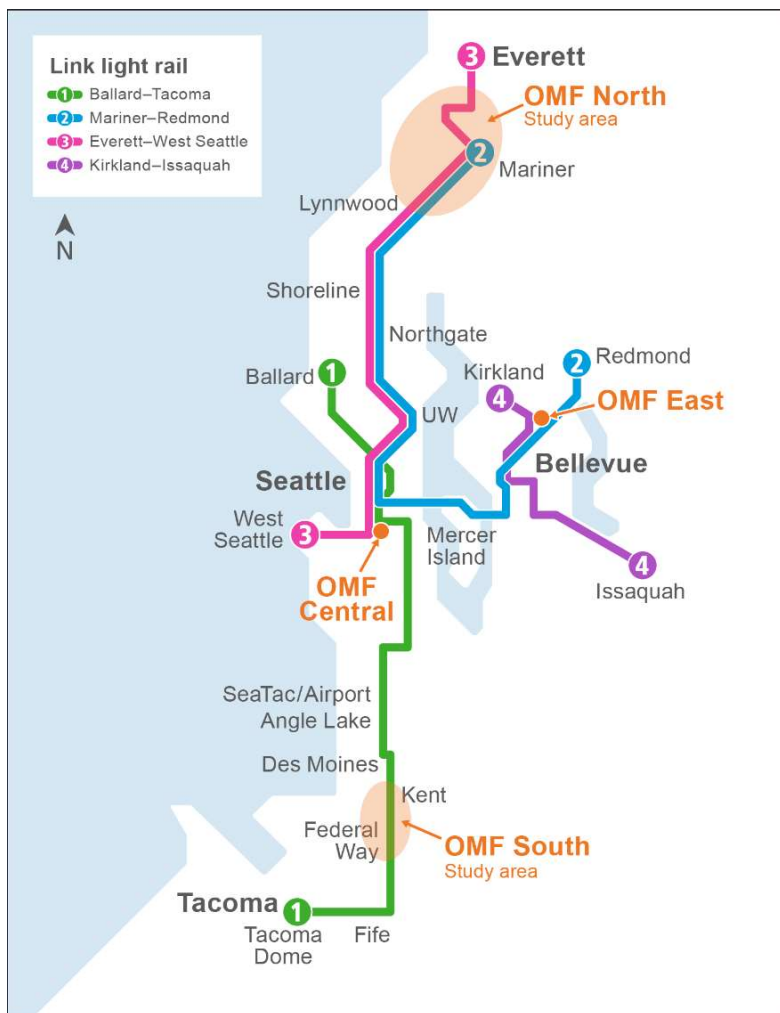 Link light rail
1 Ballard–Tacoma
2 Mariner–Redmond
3 Everett–West Seattle
4 Kirkland–Issaquah
N
3 Everett
OMF North
Study area
2
Mariner
Lynnwood
Shoreline
Northgate
Ballard
1
UW
Kirkland
4
2 Redmond
OMF East
Bellevue
Seattle
West
Seattle
3
OMF
Central
Mercer
Island
4
Issaquah
SeaTac/Airport
Angle Lake
Des Moines
Kent
Federal
Way
OMF South
Study area
Tacoma
1
Tacoma
Dome
Fife